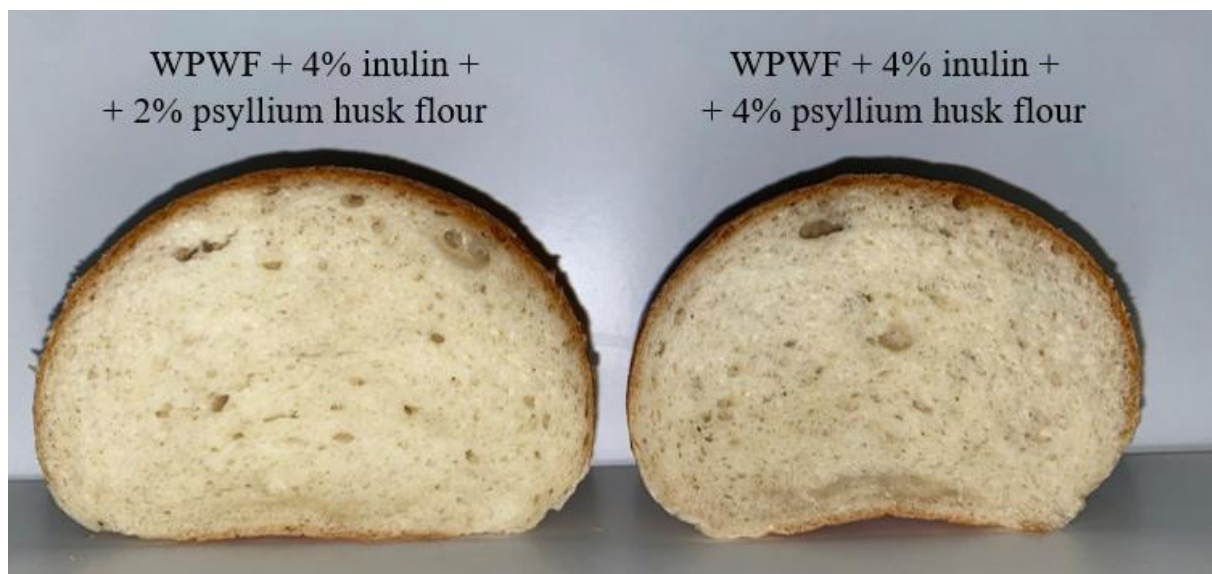 WPWF + 4% inulin +
+ 2% psyllium husk flour
WPWF + 4% inulin +
+ 4% psyllium husk flour